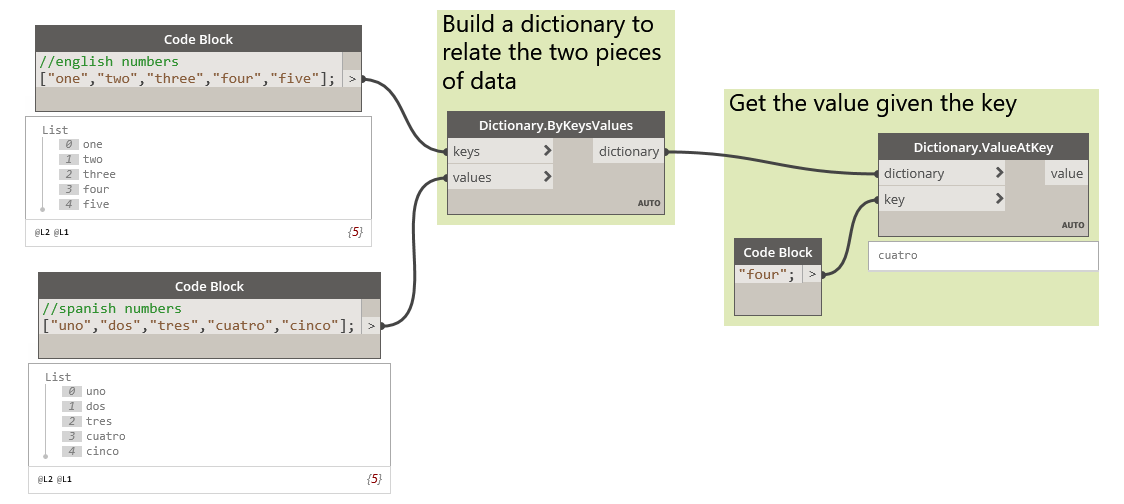 Code Block
//english numbers
["one","two","three","four","five"]; >
List
0 one
1 two
2 three
3 four
4 five
@L2 @L1 {5}
Code Block
//spanish numbers
["uno","dos","tres","cuatro","cinco"]; >
List
0 uno
1 dos
2 tres
3 cuatro
4 cinco
@L2 @L1 {5}
Build a dictionary to
relate the two pieces
of data
Dictionary.ByKeysValues
keys > dictionary
values >
AUTO
Get the value given the key
Dictionary.ValueAtKey
dictionary > value
key >
AUTO
cuatro
Code Block
"four"; >